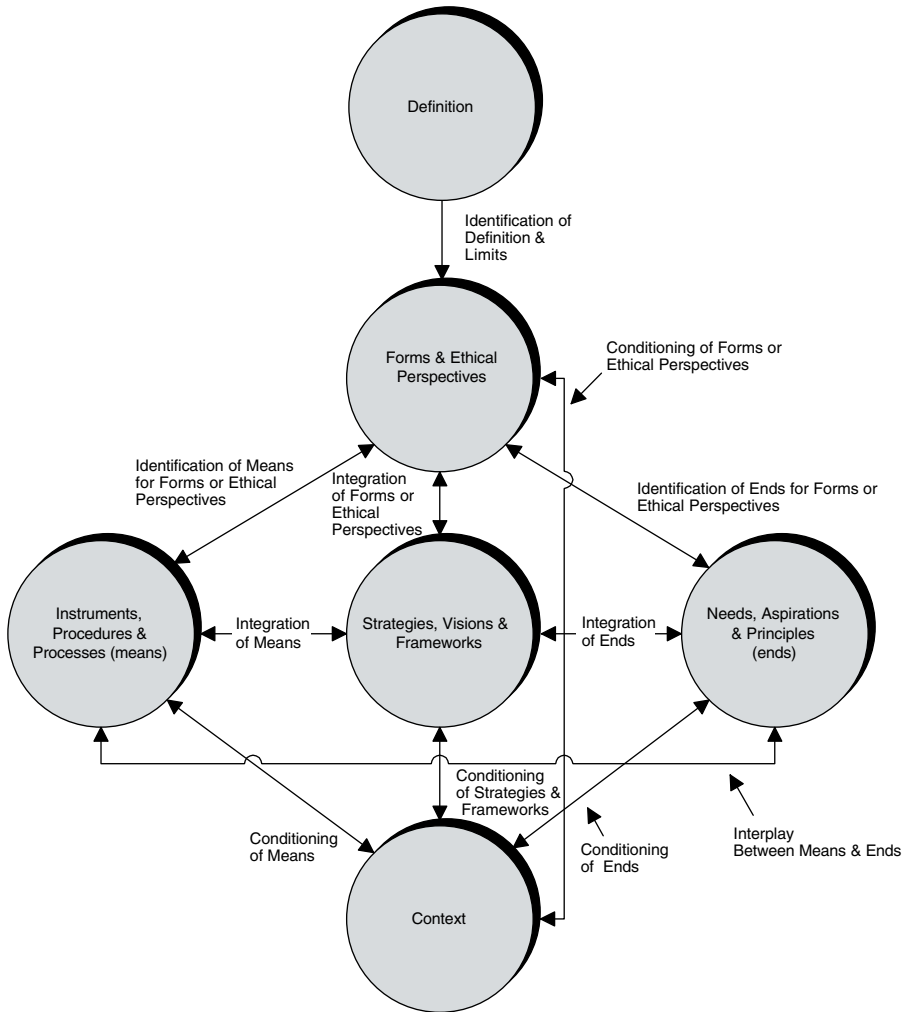 Definition
Identification of
Definition &
Limits
Forms & Ethical
Perspectives
Conditioning of Forms or
Ethical Perspectives
Identification of Means
for Forms or Ethical
Perspectives
Integration
of Forms or
Ethical
Perspectives
Identification of Ends for Forms or
Ethical Perspectives
Instruments,
Procedures &
Processes (means)
Integration
of Means
Strategies, Visions &
Frameworks
Integration
of Ends
Needs, Aspirations
& Principles
(ends)
Conditioning
of Means
Conditioning
of Strategies &
Frameworks
Conditioning
of Ends
Interplay
Between Means & Ends
Context